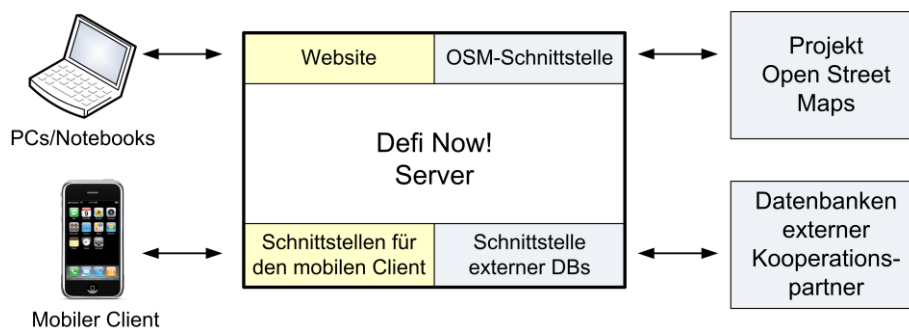 Website
OSM-Schnittstelle
Projekt
Open Street
Maps
PCs/Notebooks
Defi Now!
Server
Schnittstellen für
den mobilen Client
Schnittstelle
externer DBs
Datenbanken
externer
Kooperations-
partner
Mobiler Client